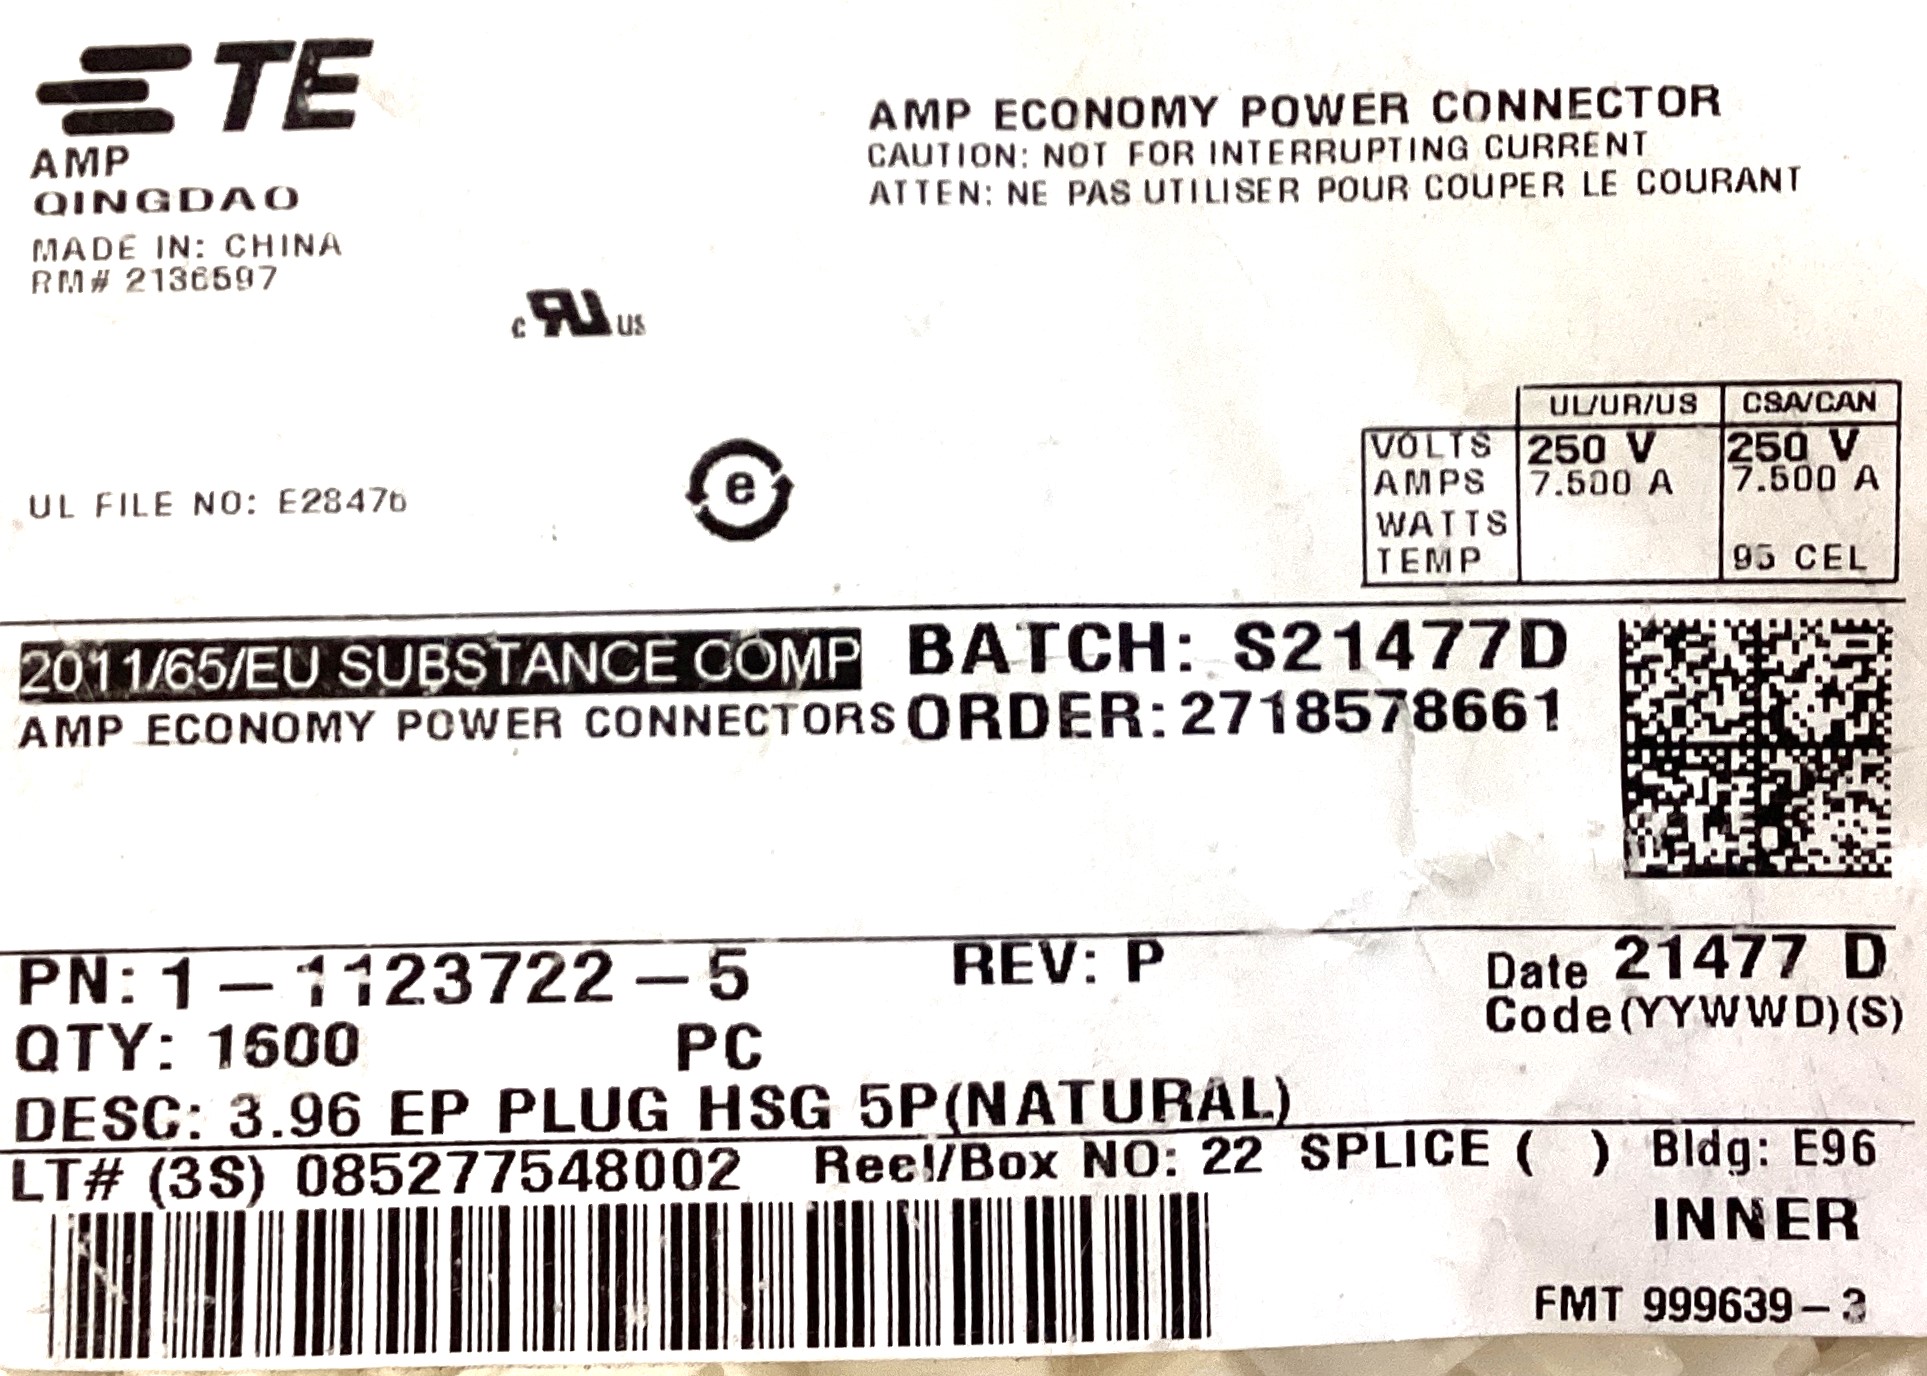 TE
AMP
QINGDAO
MADE IN: CHINA
RM# 2136597
AMP ECONOMY POWER CONNECTOR
CAUTION: NOT FOR INTERRUPTING CURRENT
ATTEN: NE PAS UTILISER POUR COUPER LE COURANT
c RU US
UL FILE NO: E28476
e
UL/UR/US CSA/CAN
VOLTS 250 V 250 V
AMPS 7.500 A 7.500 A
WATTS
TEMP 95 CEL
2011/65/EU SUBSTANCE COMP
AMP ECONOMY POWER CONNECTORS
BATCH: S21477D
ORDER: 2718578661
PN: 1-1123722-5 REV: P
Date 21477 D
Code (YYWWD)(S)
QTY: 1600 PC
DESC: 3.96 EP PLUG HSG 5P(NATURAL)
LT# (3S) 085277548002 Reel/Box NO: 22 SPLICE ( ) Bldg: E96
INNER
FMT 999639-3